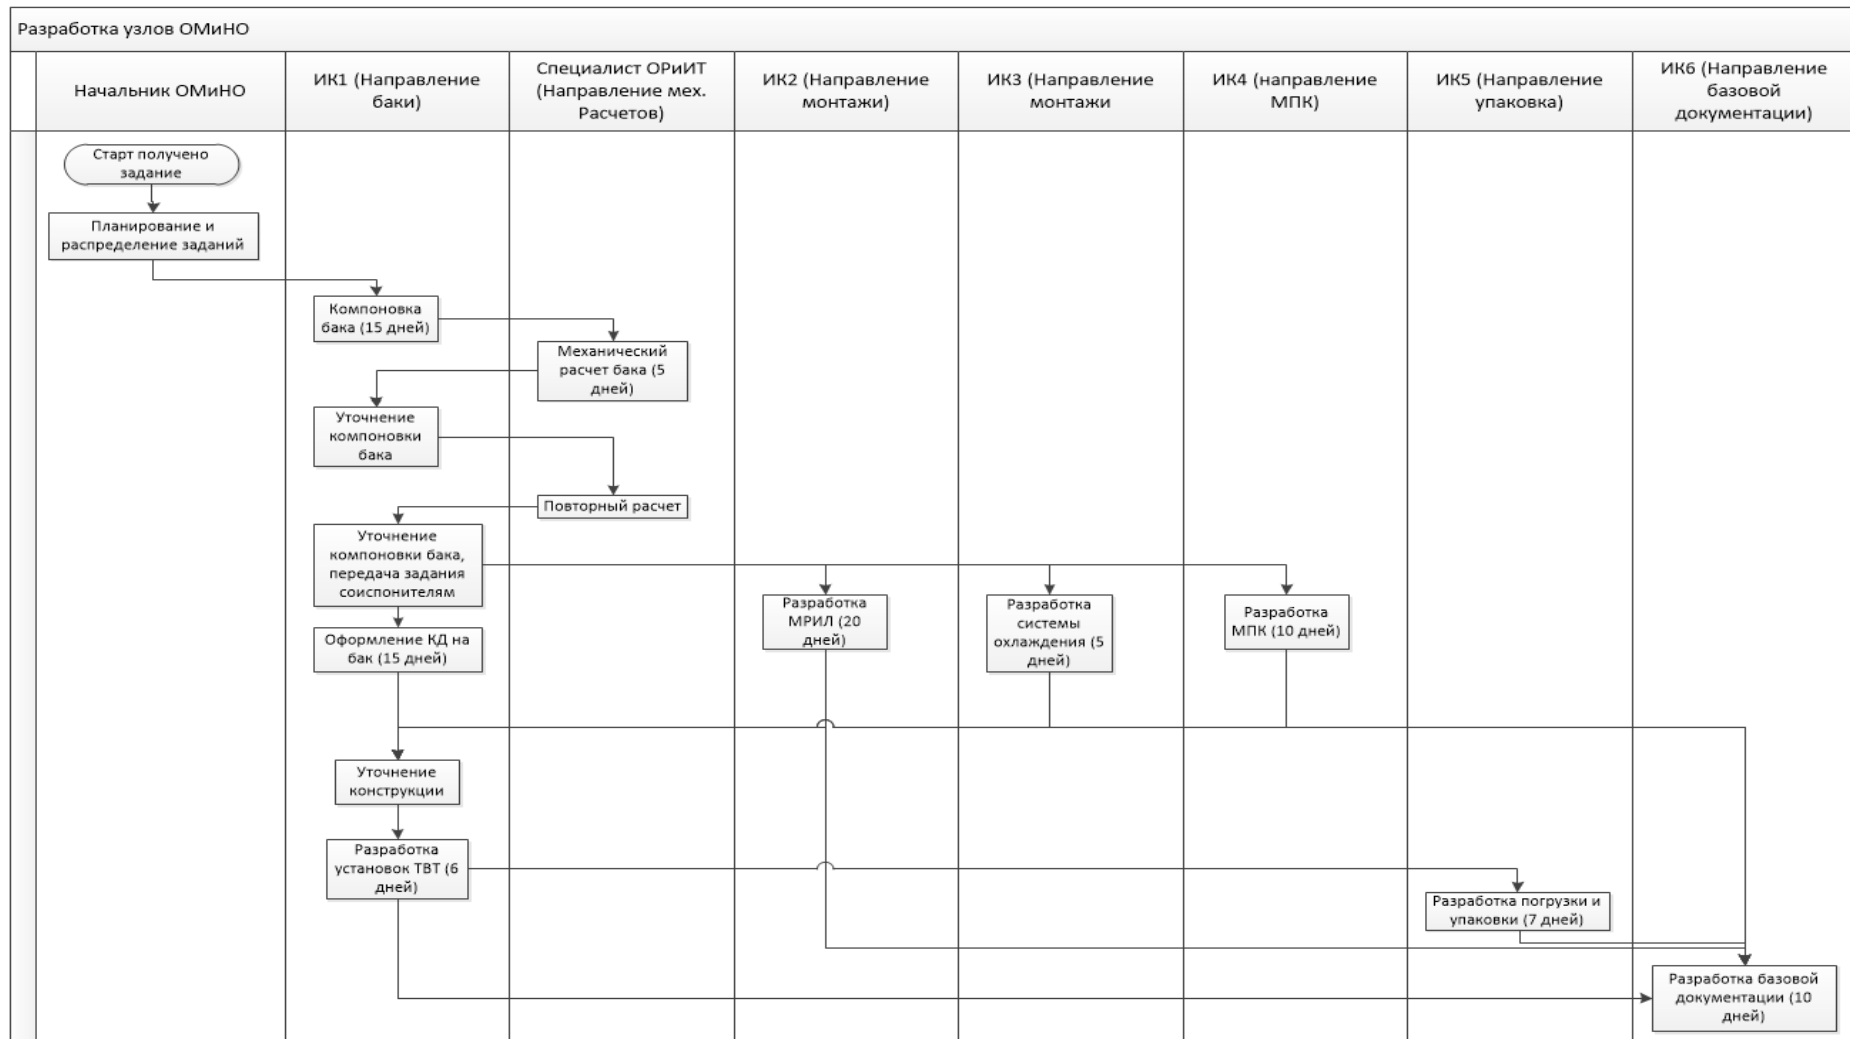 Разработка узлов ОМиНО
Начальник ОМиНО
ИК1 (Направление
баки)
Специалист ОРиИТ
(Направление мех.
Расчетов)
ИК2 (Направление
монтажи)
ИК3 (Направление
монтажи
ИК4 (направление
МПК)
ИК5 (Направление
упаковка)
ИК6 (Направление
базовой
документации)
Старт получено
задание
Планирование и
распределение заданий
Компоновка
бака (15 дней)
Механический
расчет бака (5
дней)
Уточнение
компоновки
бака
Повторный расчет
Уточнение
компоновки бака,
передача задания
соиспонителям
Разработка
МРИЛ (20
дней)
Разработка
системы
охлаждения (5
дней)
Разработка
МПК (10 дней)
Оформление КД на
бак (15 дней)
Уточнение
конструкции
Разработка
установок ТВТ (6
дней)
Разработка погрузки и
упаковки (7 дней)
Разработка базовой
документации (10
дней)